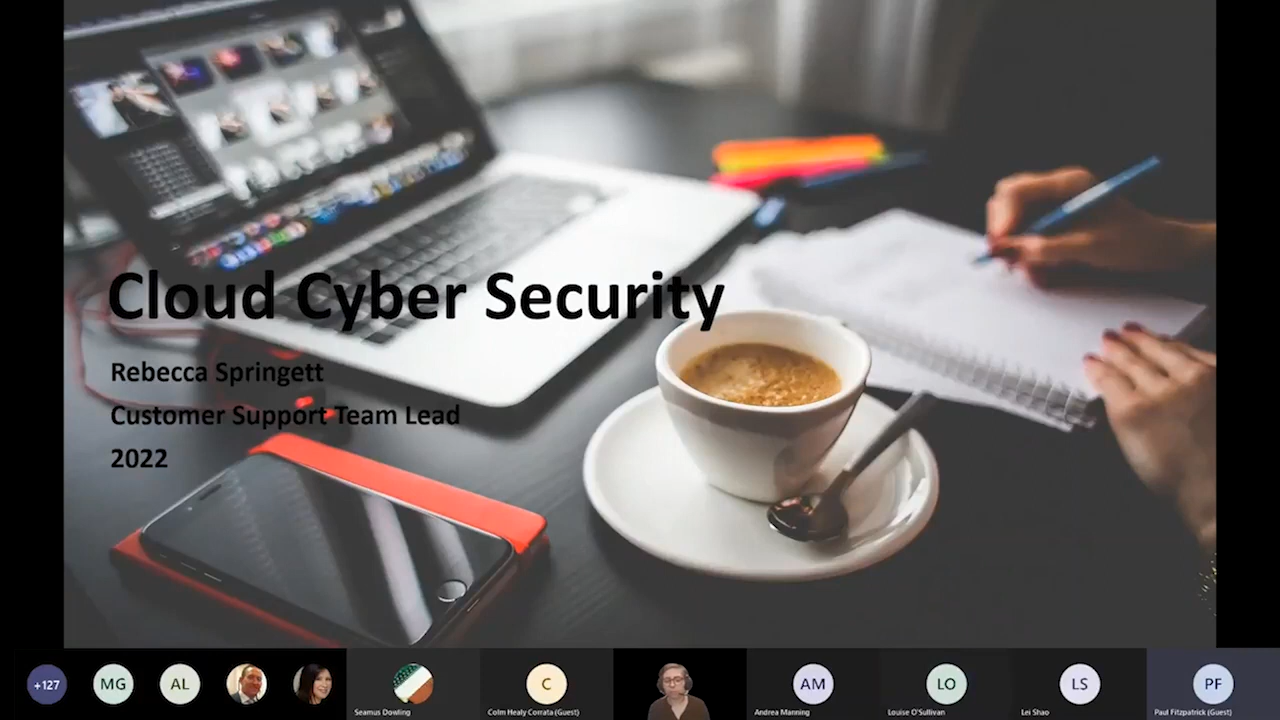 Cloud Cyber Security
Rebecca Springett
Customer Support Team Lead
2022
+127
MG
AL
C
AM
LO
LS
PF
Seamus Dowling
Colm Healy Corrata (Guest)
Andrea Manning
Louise O'Sullivan
Lei Shao
Paul Fitzpatrick (Guest)